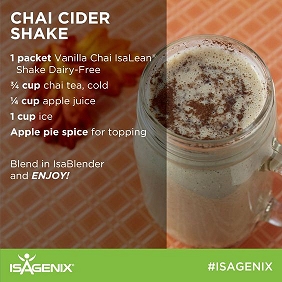 CHAI CIDER
SHAKE
1 packet Vanilla Chai IsaLean®
Shake Dairy-Free
¾ cup chai tea, cold
¼ cup apple juice
1 cup ice
Apple pie spice for topping
Blend in IsaBlender
and ENJOY!
ISAGENIX®
#ISAGENIX